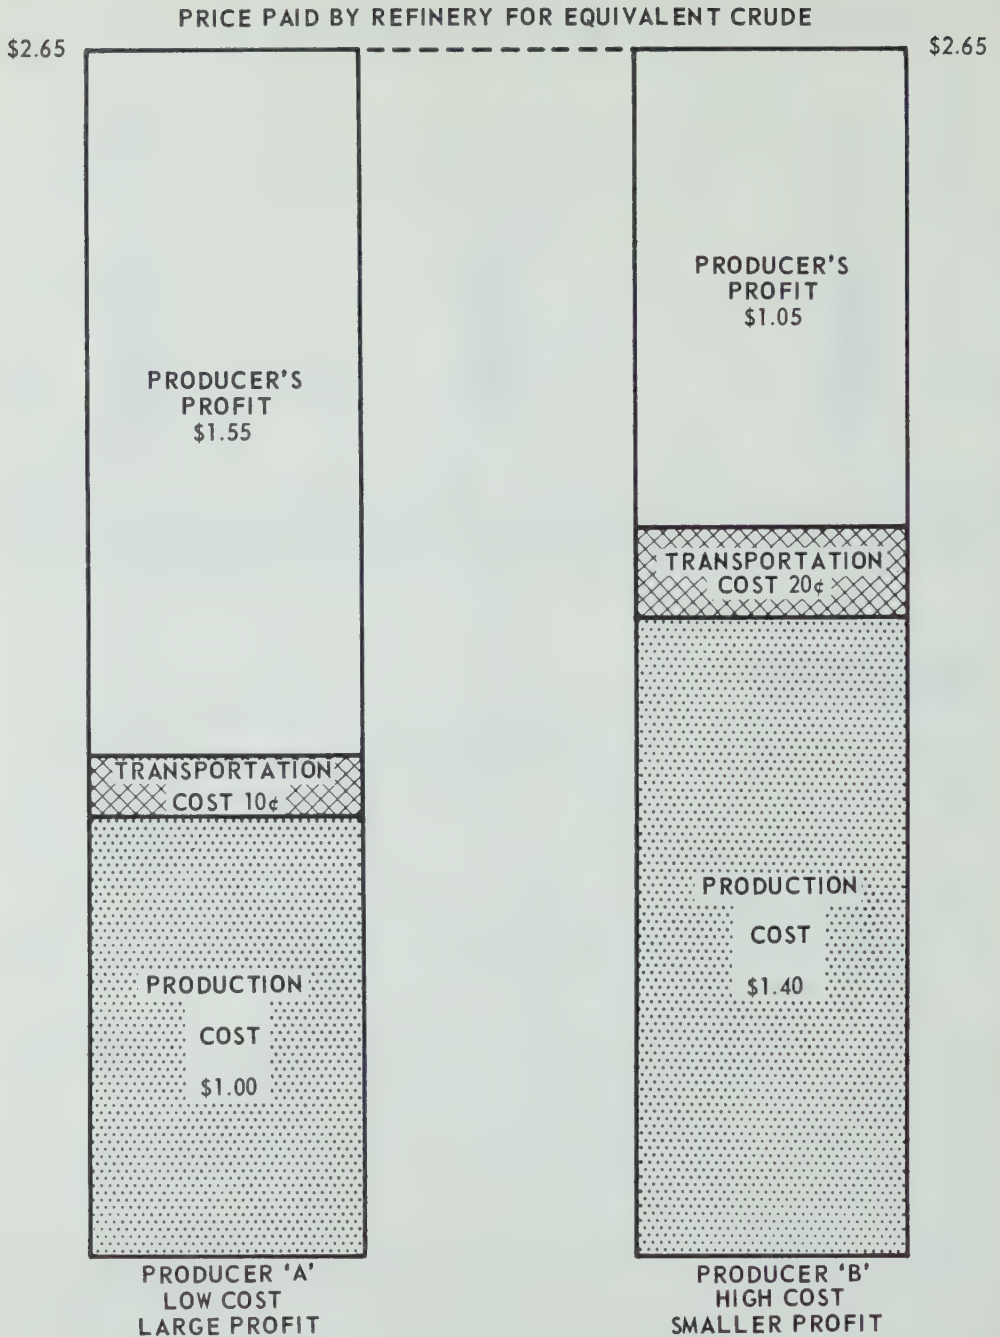 PRICE PAID BY REFINERY FOR EQUIVALENT CRUDE
$2.65
$2.65
PRODUCER'S
PROFIT
$1.55
TRANSPORTATION
COST 10¢
PRODUCTION
COST
$1.00
PRODUCER 'A'
LOW COST
LARGE PROFIT
PRODUCER'S
PROFIT
$1.05
TRANSPORTATION
COST 20¢
PRODUCTION
COST
$1.40
PRODUCER 'B'
HIGH COST
SMALLER PROFIT